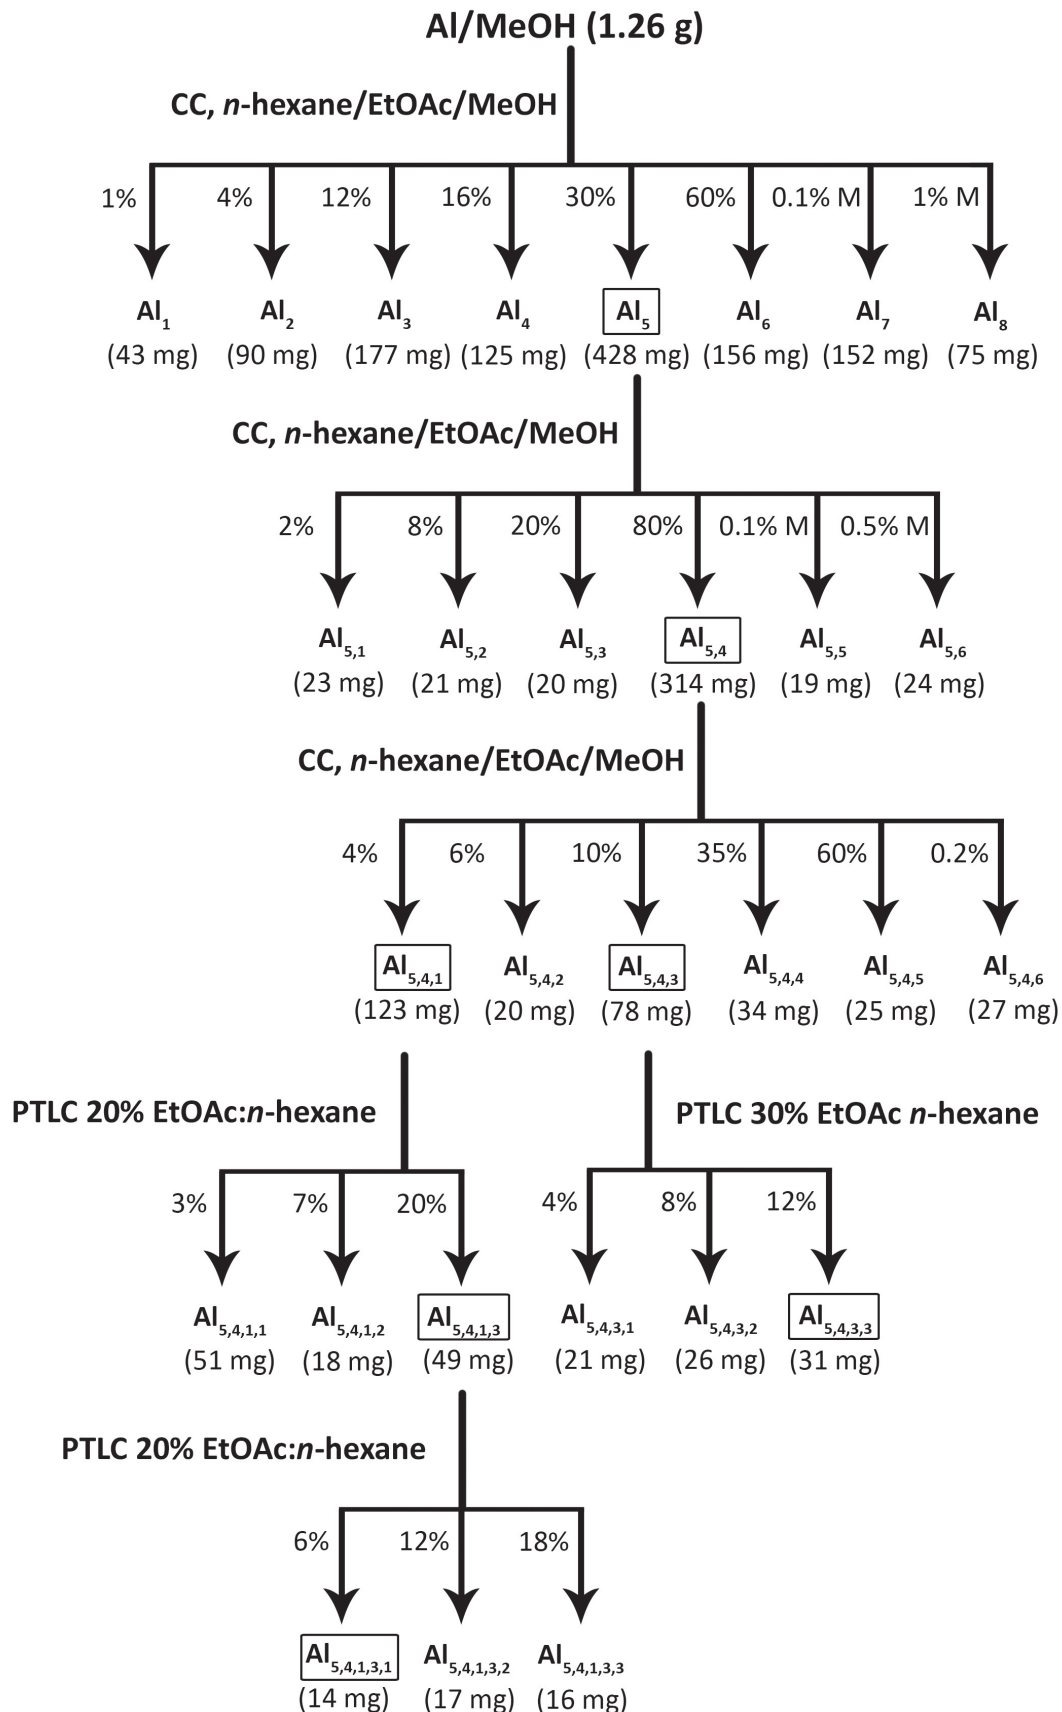 Al/MeOH (1.26 g)
CC, n-hexane/EtOAc/MeOH
1% 4% 12% 16% 30% 60% 0.1% M 1% M
Al1 Al2 Al3 Al4 Al5 Al6 Al7 Al8
(43 mg) (90 mg) (177 mg) (125 mg) (428 mg) (156 mg) (152 mg) (75 mg)
CC, n-hexane/EtOAc/MeOH
2% 8% 20% 80% 0.1% M 0.5% M
Al5,1 Al5,2 Al5,3 Al5,4 Al5,5 Al5,6
(23 mg) (21 mg) (20 mg) (314 mg) (19 mg) (24 mg)
CC, n-hexane/EtOAc/MeOH
4% 6% 10% 35% 60% 0.2%
Al5,4,1 Al5,4,2 Al5,4,3 Al5,4,4 Al5,4,5 Al5,4,6
(123 mg) (20 mg) (78 mg) (34 mg) (25 mg) (27 mg)
PTLC 20% EtOAc:n-hexane PTLC 30% EtOAc n-hexane
3% 7% 20% 4% 8% 12%
Al5,4,1,1 Al5,4,1,2 Al5,4,1,3 Al5,4,3,1 Al5,4,3,2 Al5,4,3,3
(51 mg) (18 mg) (49 mg) (21 mg) (26 mg) (31 mg)
PTLC 20% EtOAc:n-hexane
6% 12% 18%
Al5,4,1,3,1 Al5,4,1,3,2 Al5,4,1,3,3
(14 mg) (17 mg) (16 mg)